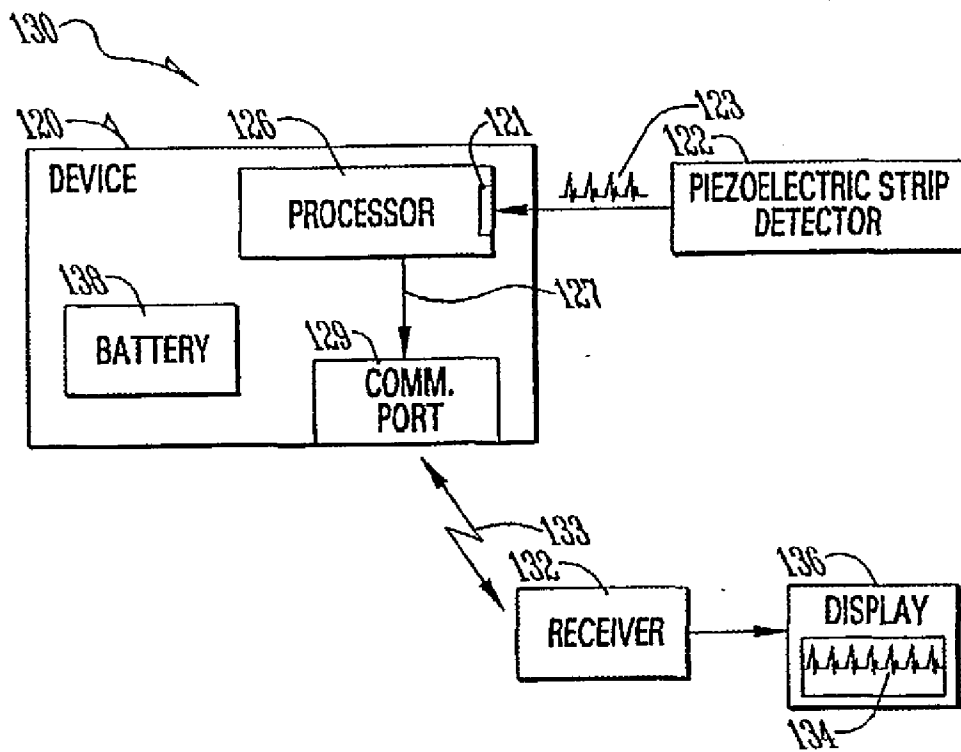 130
120
126
121
123
122
DEVICE
PROCESSOR
PIEZOELECTRIC STRIP
DETECTOR
138
127
BATTERY
129
COMM.
PORT
133
132
136
RECEIVER
DISPLAY
134